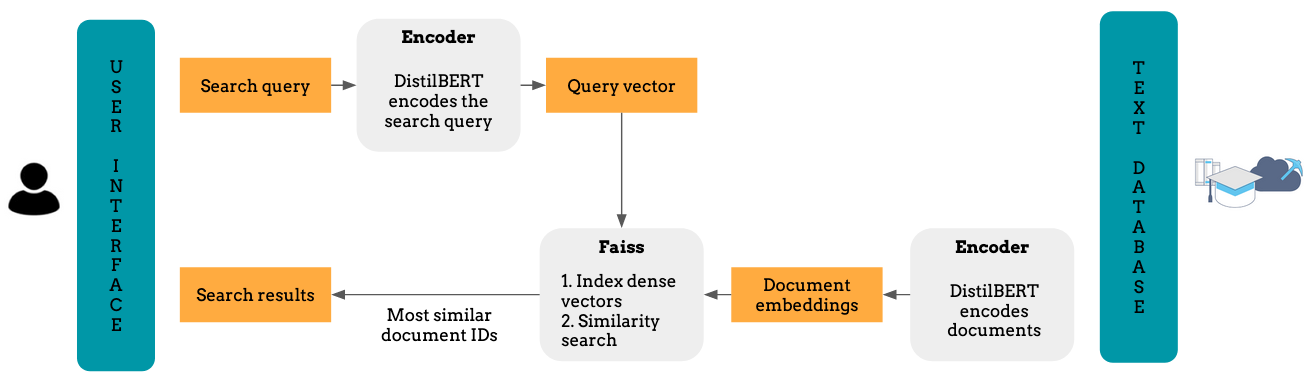 USER INTERFACE
Search query
Encoder
DistilBERT
encodes the
search query
Query vector
TEXT DATABASE
Search results
Most similar
document IDs
Faiss
1. Index dense
vectors
2. Similarity
search
Document
embeddings
Encoder
DistilBERT
encodes
documents